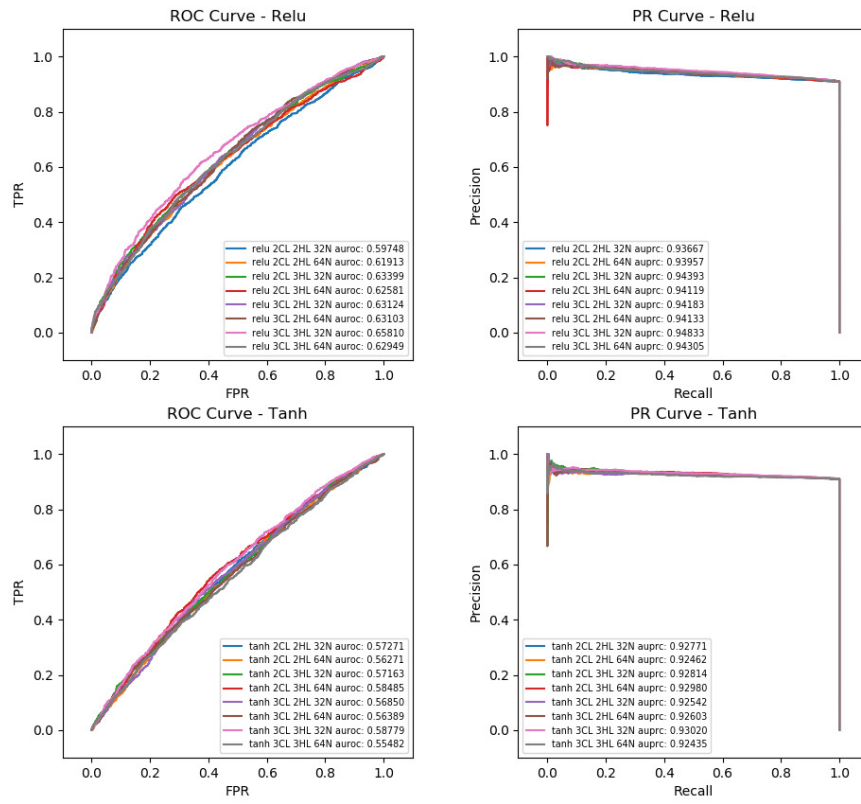 ROC Curve - Relu
1.0
0.8
0.6
0.4
0.2
0.0
TPR
relu 2CL 2HL 32N auroc: 0.59748
relu 2CL 2HL 64N auroc: 0.61913
relu 2CL 3HL 32N auroc: 0.63399
relu 2CL 3HL 64N auroc: 0.62581
relu 3CL 2HL 32N auroc: 0.63124
relu 3CL 2HL 64N auroc: 0.63103
relu 3CL 3HL 32N auroc: 0.65810
relu 3CL 3HL 64N auroc: 0.62949
0.0 0.2 0.4 0.6 0.8 1.0
FPR
PR Curve - Relu
1.0
0.8
0.6
0.4
0.2
0.0
Precision
relu 2CL 2HL 32N auprc: 0.93667
relu 2CL 2HL 64N auprc: 0.93957
relu 2CL 3HL 32N auprc: 0.94393
relu 2CL 3HL 64N auprc: 0.94119
relu 3CL 2HL 32N auprc: 0.94183
relu 3CL 2HL 64N auprc: 0.94133
relu 3CL 3HL 32N auprc: 0.94833
relu 3CL 3HL 64N auprc: 0.94305
0.0 0.2 0.4 0.6 0.8 1.0
Recall
ROC Curve - Tanh
1.0
0.8
0.6
0.4
0.2
0.0
TPR
tanh 2CL 2HL 32N auroc: 0.57271
tanh 2CL 2HL 64N auroc: 0.56271
tanh 2CL 3HL 32N auroc: 0.57163
tanh 2CL 3HL 64N auroc: 0.58485
tanh 3CL 2HL 32N auroc: 0.56850
tanh 3CL 2HL 64N auroc: 0.56389
tanh 3CL 3HL 32N auroc: 0.58779
tanh 3CL 3HL 64N auroc: 0.55482
0.0 0.2 0.4 0.6 0.8 1.0
FPR
PR Curve - Tanh
1.0
0.8
0.6
0.4
0.2
0.0
Precision
tanh 2CL 2HL 32N auprc: 0.92771
tanh 2CL 2HL 64N auprc: 0.92462
tanh 2CL 3HL 32N auprc: 0.92814
tanh 2CL 3HL 64N auprc: 0.92980
tanh 3CL 2HL 32N auprc: 0.92542
tanh 3CL 2HL 64N auprc: 0.92603
tanh 3CL 3HL 32N auprc: 0.93020
tanh 3CL 3HL 64N auprc: 0.92435
0.0 0.2 0.4 0.6 0.8 1.0
Recall